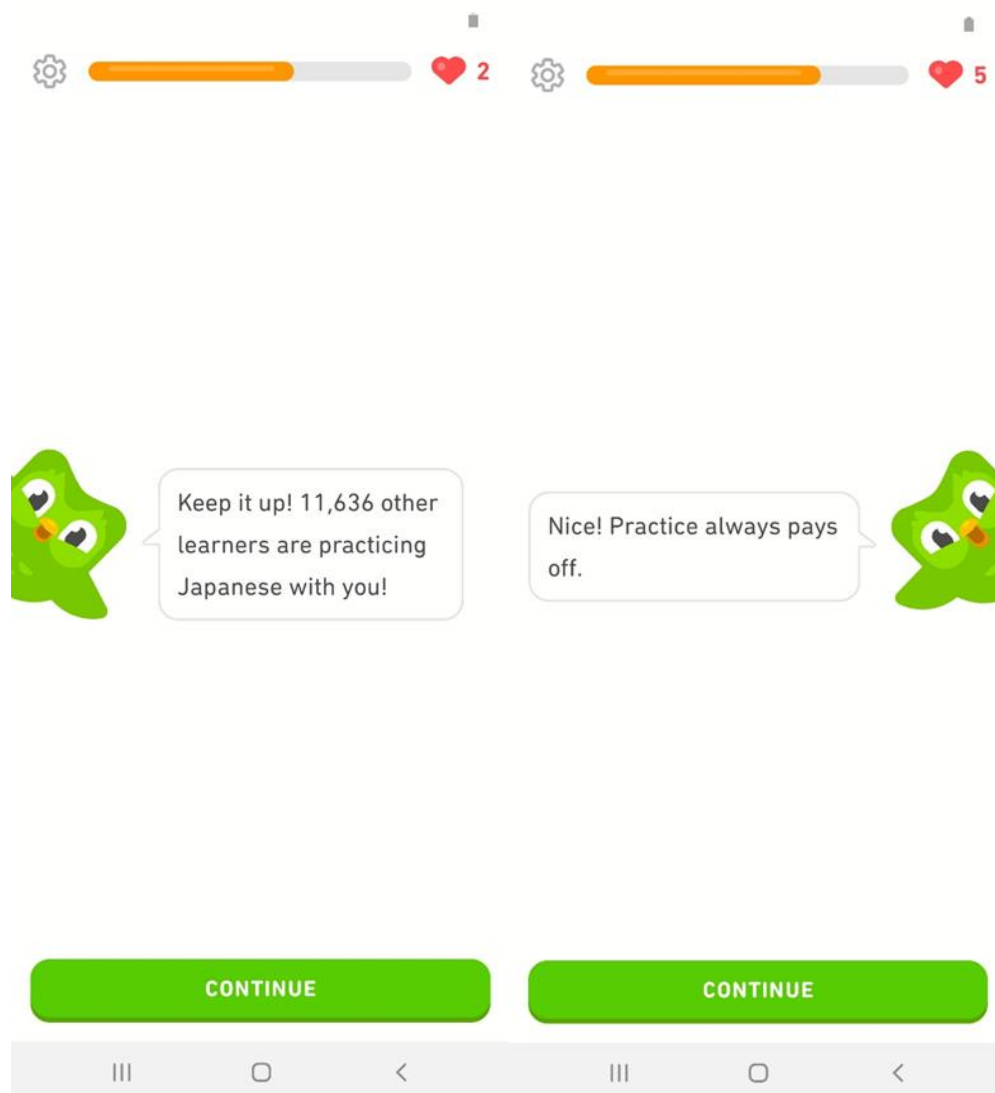 2
Keep it up! 11,636 other
learners are practicing
Japanese with you!
CONTINUE
5
Nice! Practice always pays
off.
CONTINUE